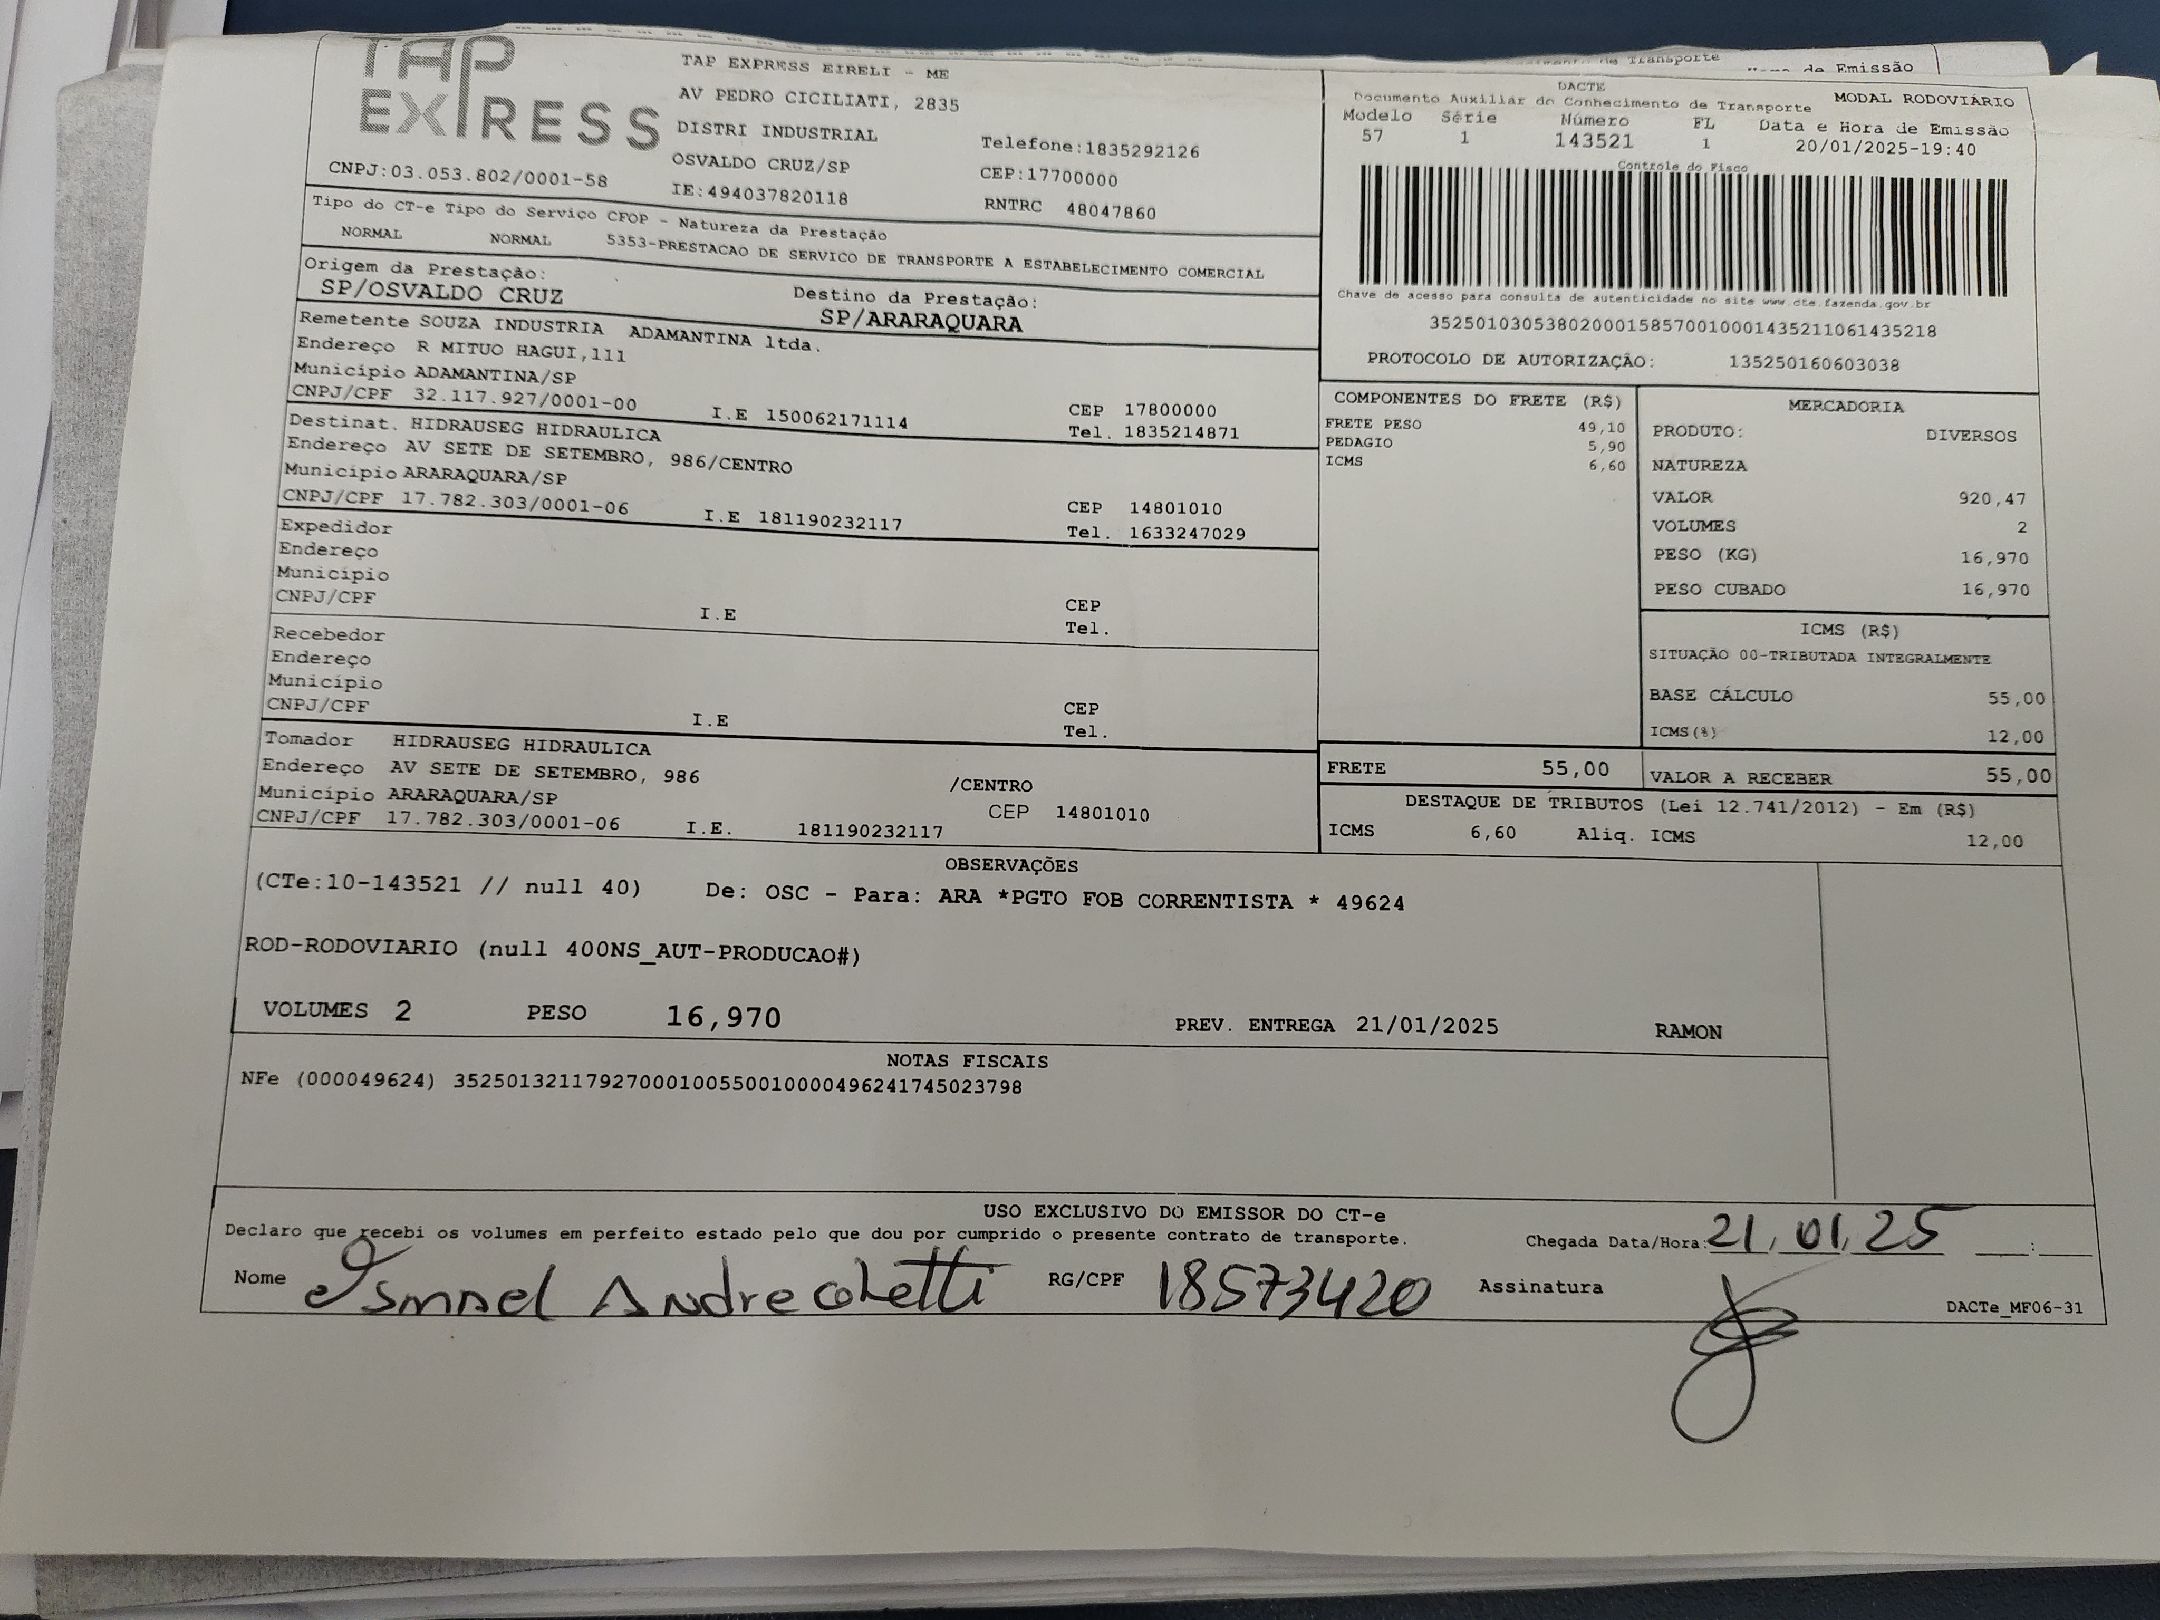 TAP EXPRESS
TAP EXPRESS EIRELI - ME
AV PEDRO CICILIATI, 2835
DISTRI INDUSTRIAL
Telefone:1835292126
OSVALDO CRUZ/SP
CEP:17700000
CNPJ:03.053.802/0001-58
IE:494037820118
RNTRC 48047860
de Transporte
de Emissão
DACTE
Documento Auxiliar do Conhecimento de Transporte
MODAL RODOVIÁRIO
Modelo Série Número FL Data e Hora de Emissão
57 1 143521 1 20/01/2025-19:40
Controle do Fisco
Chave de acesso para consulta de autenticidade no site www.cte.fazenda.gov.br
35250103053802000158570010001435211061435218
PROTOCOLO DE AUTORIZAÇÃO: 135250160603038
Tipo do CT-e Tipo do Serviço CFOP - Natureza da Prestação
NORMAL NORMAL 5353-PRESTACAO DE SERVICO DE TRANSPORTE A ESTABELECIMENTO COMERCIAL
Origem da Prestação:
SP/OSVALDO CRUZ
Destino da Prestação:
SP/ARARAQUARA
Remetente SOUZA INDUSTRIA ADAMANTINA ltda.
Endereço R MITUO HAGUI,111
Município ADAMANTINA/SP
CEP 17800000
CNPJ/CPF 32.117.927/0001-00 I.E 150062171114
Tel. 1835214871
Destinat. HIDRAUSEG HIDRAULICA
Endereço AV SETE DE SETEMBRO, 986/CENTRO
Município ARARAQUARA/SP
CEP 14801010
CNPJ/CPF 17.782.303/0001-06 I.E 181190232117
Tel. 1633247029
Expedidor
Endereço
Município
CEP
CNPJ/CPF I.E
Tel.
Recebedor
Endereço
Município
CEP
CNPJ/CPF I.E
Tel.
Tomador HIDRAUSEG HIDRAULICA
Endereço AV SETE DE SETEMBRO, 986 /CENTRO
Município ARARAQUARA/SP CEP 14801010
CNPJ/CPF 17.782.303/0001-06 I.E. 181190232117
COMPONENTES DO FRETE (R$)
FRETE PESO 49,10
PEDAGIO 5,90
ICMS 6,60
MERCADORIA
PRODUTO: DIVERSOS
NATUREZA
VALOR 920,47
VOLUMES 2
PESO (KG) 16,970
PESO CUBADO 16,970
ICMS (R$)
SITUAÇÃO 00-TRIBUTADA INTEGRALMENTE
BASE CÁLCULO 55,00
ICMS(%) 12,00
FRETE 55,00
VALOR A RECEBER 55,00
DESTAQUE DE TRIBUTOS (Lei 12.741/2012) - Em (R$)
ICMS 6,60 Aliq. ICMS 12,00
OBSERVAÇÕES
(CTe:10-143521 // null 40) De: OSC - Para: ARA *PGTO FOB CORRENTISTA * 49624
ROD-RODOVIARIO (null 400NS_AUT-PRODUCAO#)
VOLUMES 2 PESO 16,970 PREV. ENTREGA 21/01/2025 RAMON
NOTAS FISCAIS
NFe (000049624) 35250132117927000100550010000496241745023798
USO EXCLUSIVO DO EMISSOR DO CT-e
Declaro que recebi os volumes em perfeito estado pelo que dou por cumprido o presente contrato de transporte.
Chegada Data/Hora: 21,01,25 :
Nome RG/CPF 18573420 Assinatura
DACTe_MF06-31